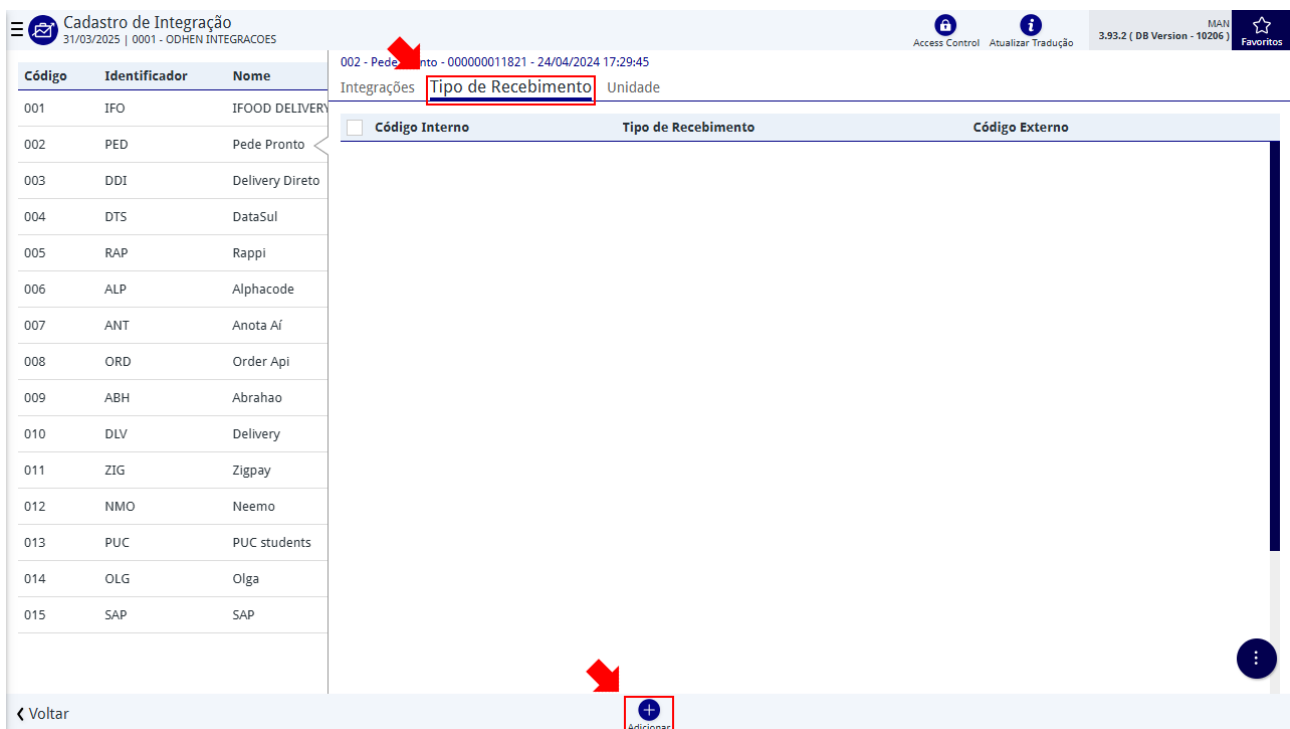 Cadastro de Integração
31/03/2025 | 0001 - ODHEN INTEGRACOES
Access Control
Atualizar Tradução
MAN
3.93.2 ( DB Version - 10206 )
Favoritos
Código Identificador Nome
001 IFO IFOOD DELIVERY
002 PED Pede Pronto
003 DDI Delivery Direto
004 DTS DataSul
005 RAP Rappi
006 ALP Alphacode
007 ANT Anota Aí
008 ORD Order Api
009 ABH Abrahao
010 DLV Delivery
011 ZIG Zigpay
012 NMO Neemo
013 PUC PUC students
014 OLG Olga
015 SAP SAP
002 - Pede nto - 000000011821 - 24/04/2024 17:29:45
Integrações Tipo de Recebimento Unidade
Código Interno Tipo de Recebimento Código Externo
Voltar
Adicionar